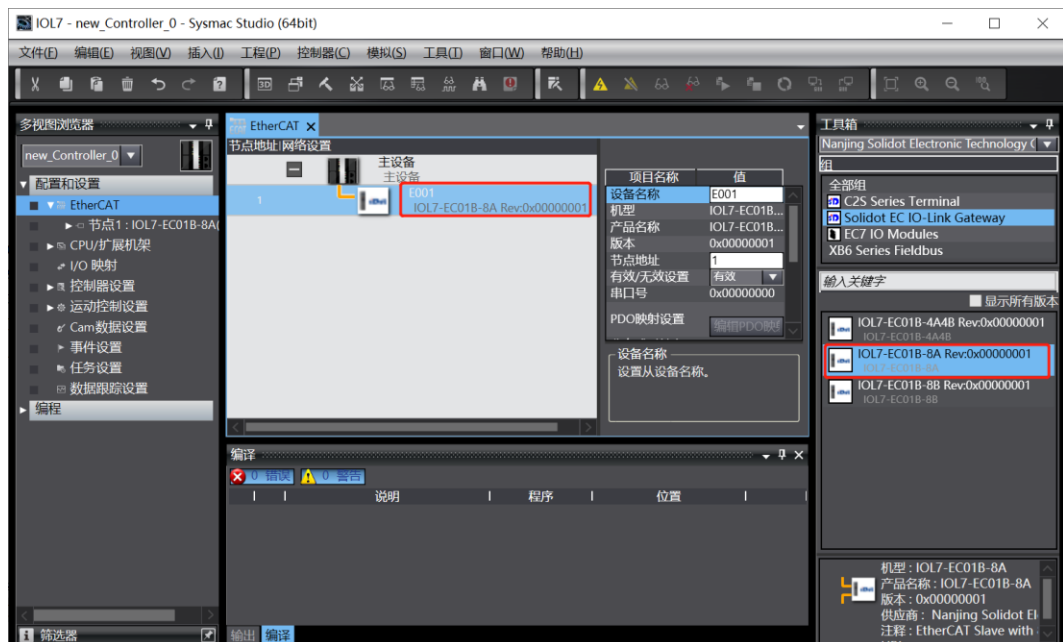 IOL7 - new_Controller_0 - Sysmac Studio (64bit)
文件(F) 编辑(E) 视图(V) 插入(I) 工程(P) 控制器(C) 模拟(S) 工具(T) 窗口(W) 帮助(H)
多视图浏览器
new_Controller_0
配置和设置
EtherCAT
节点1 : IOL7-EC01B-8A(
CPU/扩展机架
I/O 映射
控制器设置
运动控制设置
Cam数据设置
事件设置
任务设置
数据跟踪设置
编程
筛选器
EtherCAT
节点地址|网络设置
主设备
主设备
1
E001
IOL7-EC01B-8A Rev:0x00000001
项目名称 值
设备名称 E001
机型 IOL7-EC01B...
产品名称 IOL7-EC01B...
版本 0x00000001
节点地址 1
有效/无效设置 有效
串口号 0x00000000
PDO映射设置 编辑PDO映
设备名称
设置从设备名称。
编译
0 错误 0 警告
说明 程序 位置
输出 编译
工具箱
Nanjing Solidot Electronic Technology (
组
全部组
C2S Series Terminal
Solidot EC IO-Link Gateway
EC7 IO Modules
XB6 Series Fieldbus
输入关键字
显示所有版本
IOL7-EC01B-4A4B Rev:0x00000001
IOL7-EC01B-4A4B
IOL7-EC01B-8A Rev:0x00000001
IOL7-EC01B-8A
IOL7-EC01B-8B Rev:0x00000001
IOL7-EC01B-8B
机型 : IOL7-EC01B-8A
产品名称 : IOL7-EC01B-8A
版本 : 0x00000001
供应商 : Nanjing Solidot El
注释 : EtherCAT Slave with